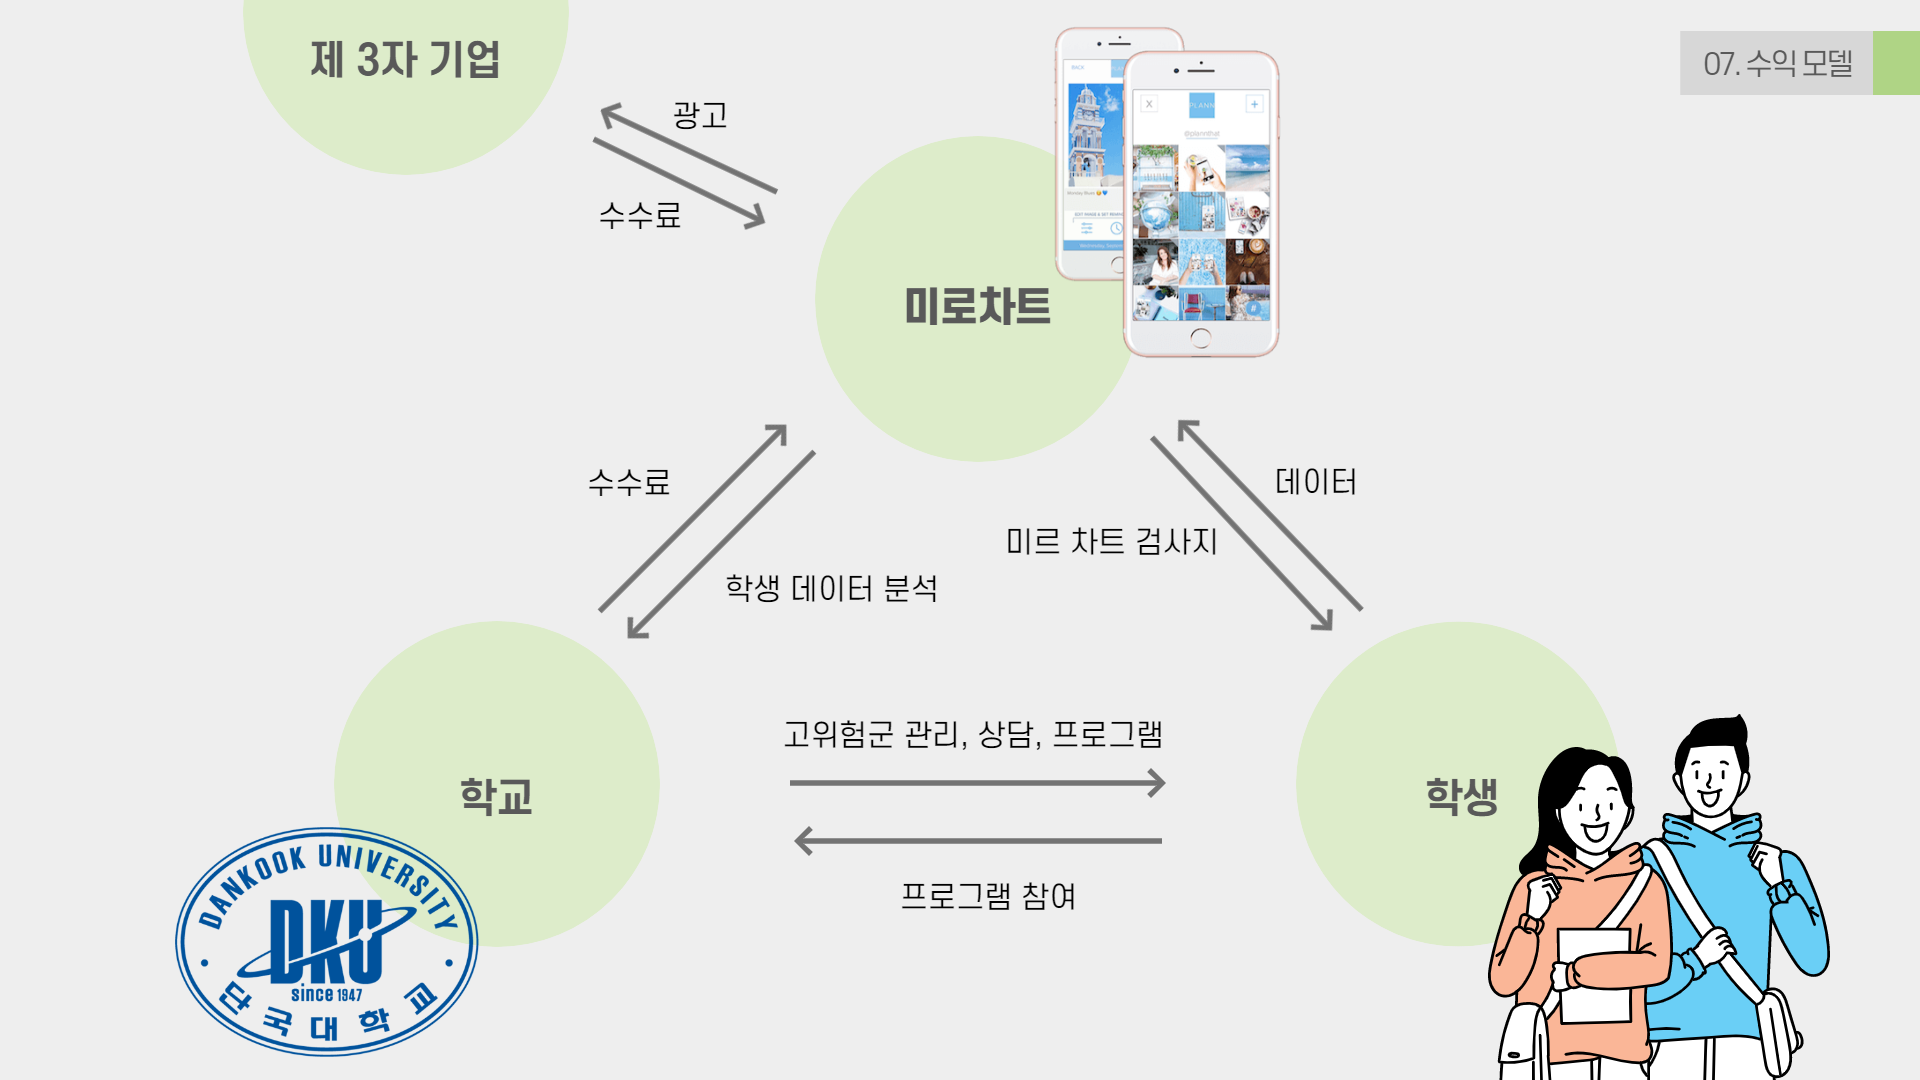 제 3자 기업
07. 수익 모델
광고
수수료
BACK
PLANN
@plannthat
미로차트
수수료
데이터
미르 차트 검사지
학생 데이터 분석
고위험군 관리, 상담, 프로그램
학교
학생
프로그램 참여
DANKOOK UNIVERSITY
DKU
since 1947
단국대학교